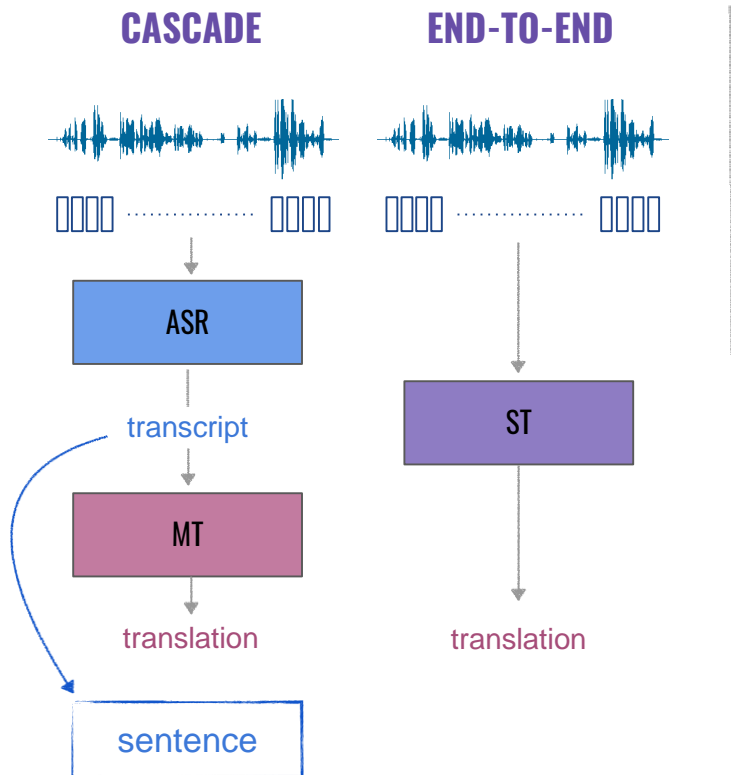 CASCADE
END-TO-END
ASR
transcript
MT
translation
sentence
ST
translation